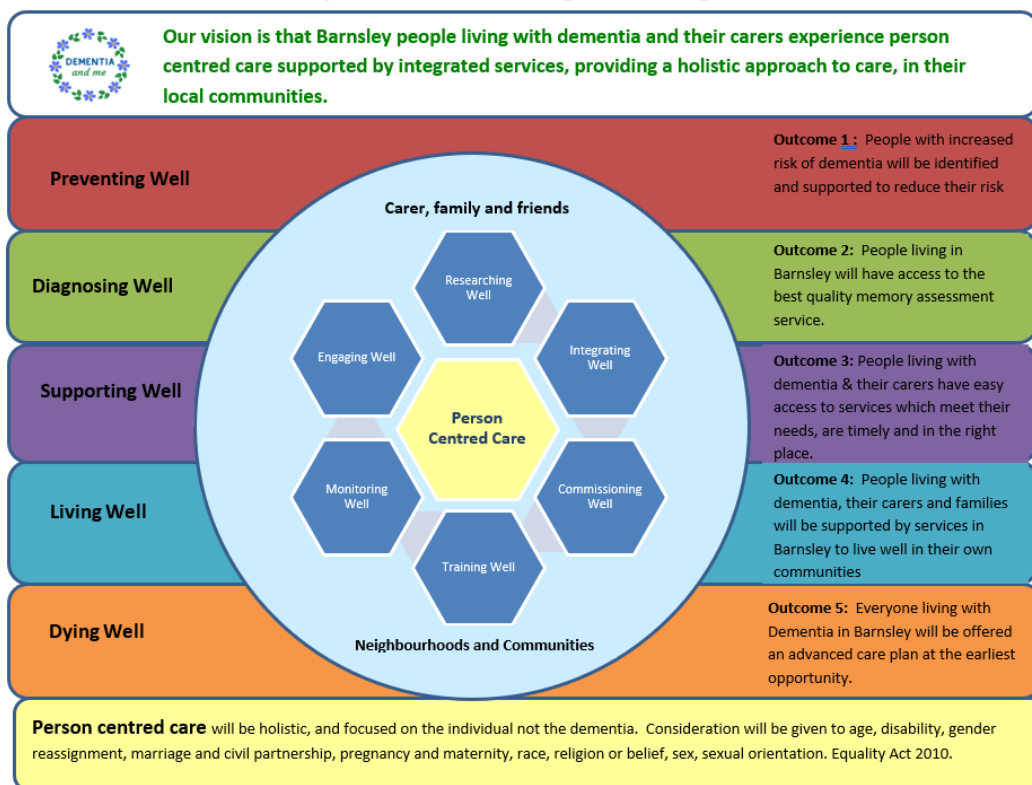 DEMENTIA
and me
Our vision is that Barnsley people living with dementia and their carers experience person
centred care supported by integrated services, providing a holistic approach to care, in their
local communities.
Preventing Well
Outcome 1 : People with increased
risk of dementia will be identified
and supported to reduce their risk
Diagnosing Well
Outcome 2: People living in
Barnsley will have access to the
best quality memory assessment
service.
Supporting Well
Outcome 3: People living with
dementia & their carers have easy
access to services which meet their
needs, are timely and in the right
place.
Living Well
Outcome 4: People living with
dementia, their carers and families
will be supported by services in
Barnsley to live well in their own
communities
Dying Well
Outcome 5: Everyone living with
Dementia in Barnsley will be offered
an advanced care plan at the earliest
opportunity.
Carer, family and friends
Researching
Well
Integrating
Well
Commissioning
Well
Training Well
Monitoring
Well
Engaging Well
Person
Centred Care
Neighbourhoods and Communities
Person centred care will be holistic, and focused on the individual not the dementia. Consideration will be given to age, disability, gender
reassignment, marriage and civil partnership, pregnancy and maternity, race, religion or belief, sex, sexual orientation. Equality Act 2010.